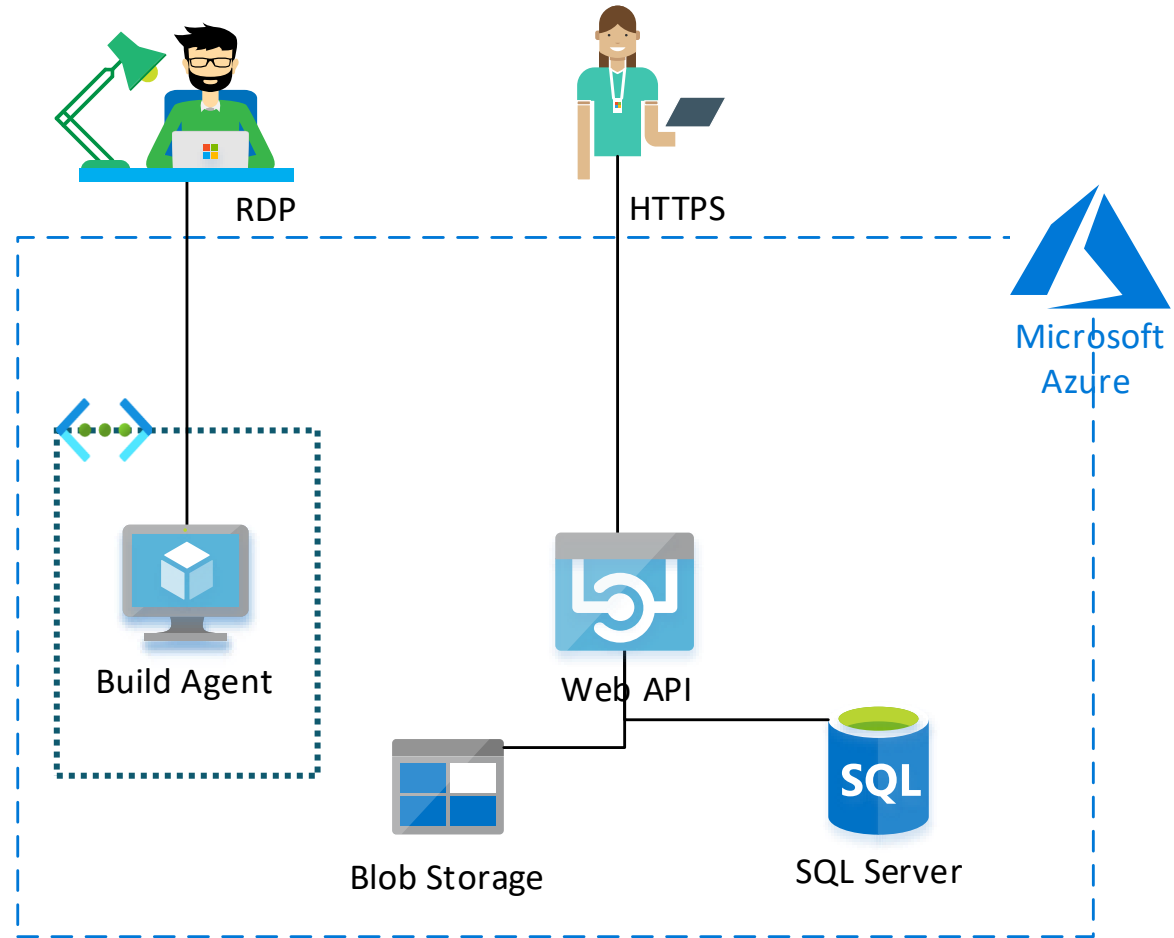 RDP
HTTPS
Microsoft
Azure
Build Agent
Web API
SQL
Blob Storage
SQL Server